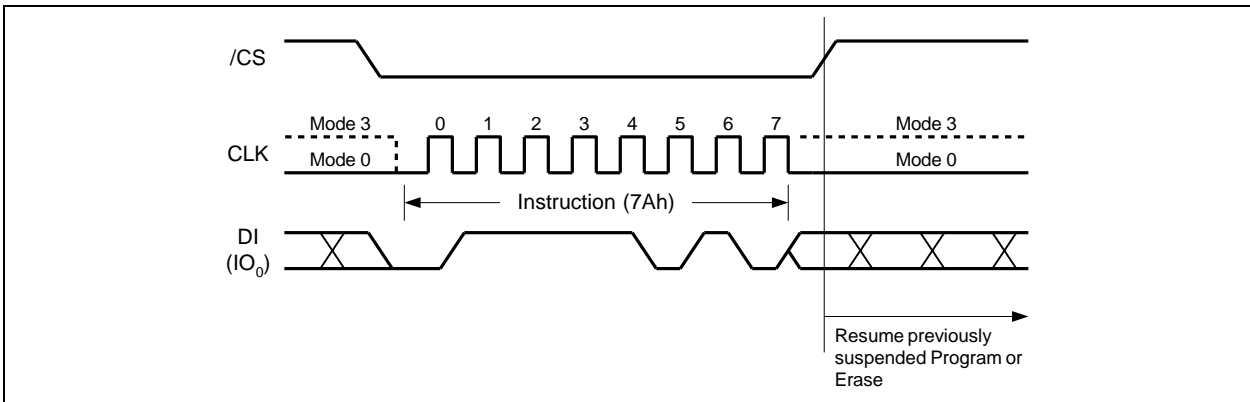 /CS
Mode 3 0 1 2 3 4 5 6 7 Mode 3
CLK
Mode 0 Mode 0
Instruction (7Ah)
DI
(IO0)
Resume previously
suspended Program or
Erase